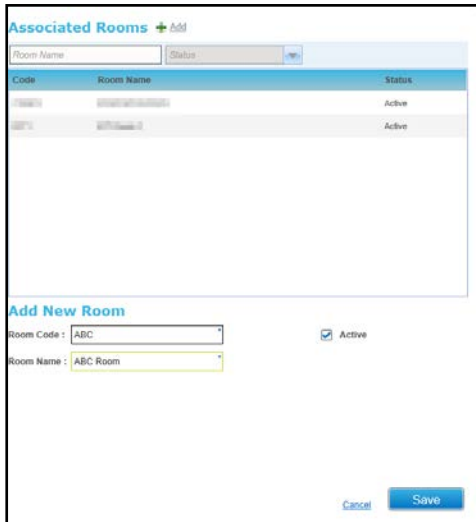 Associated Rooms + Add
Room Name Status
Code Room Name Status
Active
Active
Add New Room
Room Code : ABC * Active
Room Name : ABC Room *
Cancel Save